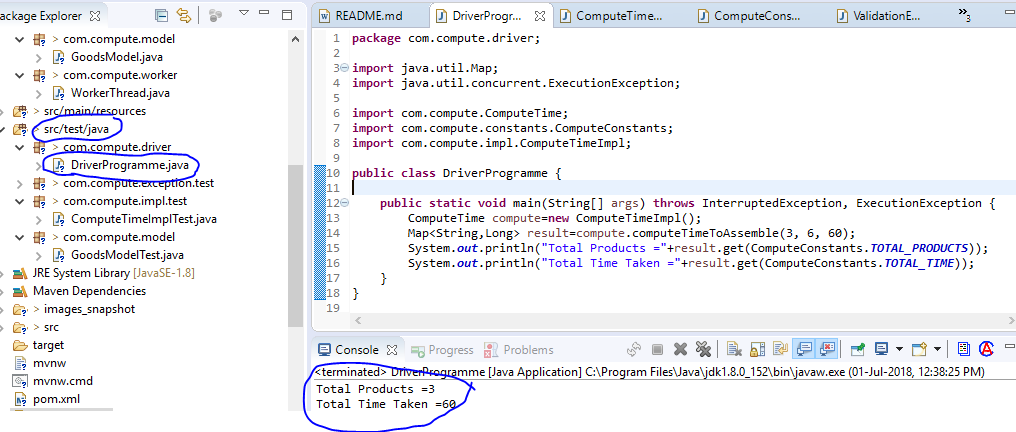 Package Explorer
> com.compute.model
GoodsModel.java
> com.compute.worker
WorkerThread.java
> src/main/resources
> src/test/java
> com.compute.driver
DriverProgramme.java
> com.compute.exception.test
> com.compute.impl.test
ComputeTimeImplTest.java
> com.compute.model
GoodsModelTest.java
JRE System Library [JavaSE-1.8]
Maven Dependencies
> images_snapshot
> src
target
mvnw
mvnw.cmd
pom.xml
README.md DriverProgramme... ComputeTime... ComputeCons... ValidationE... »3
1 package com.compute.driver;
2
3 import java.util.Map;
4 import java.util.concurrent.ExecutionException;
5
6 import com.compute.ComputeTime;
7 import com.compute.constants.ComputeConstants;
8 import com.compute.impl.ComputeTimeImpl;
9
10 public class DriverProgramme {
11
12 public static void main(String[] args) throws InterruptedException, ExecutionException {
13 ComputeTime compute=new ComputeTimeImpl();
14 Map<String,Long> result=compute.computeTimeToAssemble(3, 6, 60);
15 System.out.println("Total Products ="+result.get(ComputeConstants.TOTAL_PRODUCTS));
16 System.out.println("Total Time Taken ="+result.get(ComputeConstants.TOTAL_TIME));
17 }
18 }
19
Console Progress Problems
<terminated> DriverProgramme [Java Application] C:\Program Files\Java\jdk1.8.0_152\bin\javaw.exe (01-Jul-2018, 12:38:25 PM)
Total Products =3
Total Time Taken =60